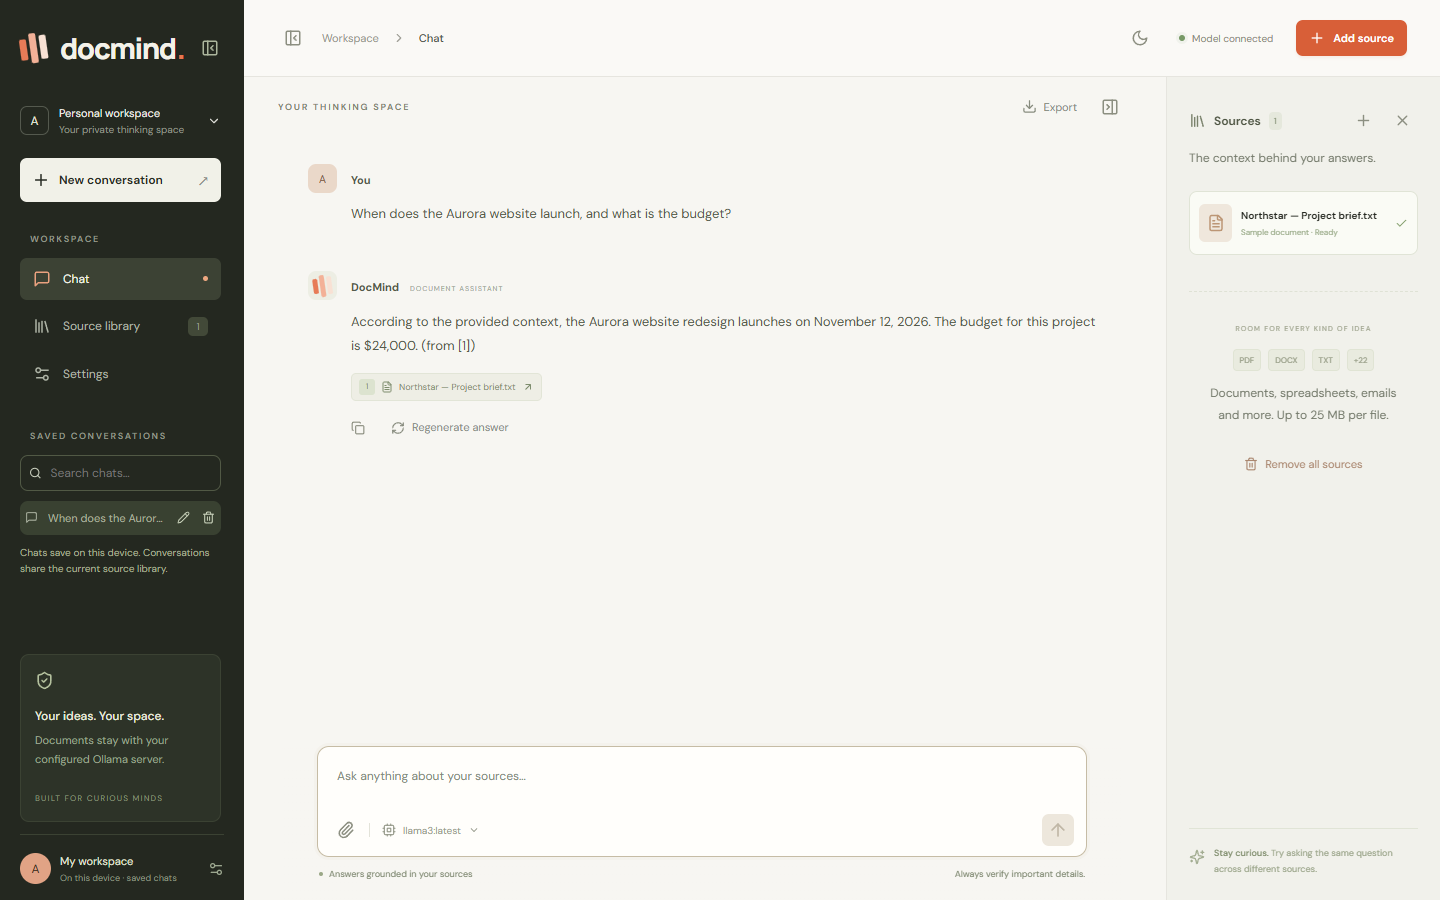 docmind.
A
Personal workspace
Your private thinking space
New conversation
WORKSPACE
Chat
Source library
1
Settings
SAVED CONVERSATIONS
Search chats...
When does the Auror...
Chats save on this device. Conversations
share the current source library.
Your ideas. Your space.
Documents stay with your
configured Ollama server.
BUILT FOR CURIOUS MINDS
A
My workspace
On this device · saved chats
Workspace
Chat
Model connected
Add source
YOUR THINKING SPACE
Export
A
You
When does the Aurora website launch, and what is the budget?
DocMind
DOCUMENT ASSISTANT
According to the provided context, the Aurora website redesign launches on November 12, 2026. The budget for this project
is $24,000. (from [1])
1
Northstar — Project brief.txt
Regenerate answer
Ask anything about your sources...
llama3:latest
Answers grounded in your sources
Always verify important details.
Sources
1
The context behind your answers.
Northstar — Project brief.txt
Sample document · Ready
ROOM FOR EVERY KIND OF IDEA
PDF
DOCX
TXT
+22
Documents, spreadsheets, emails
and more. Up to 25 MB per file.
Remove all sources
Stay curious. Try asking the same question
across different sources.